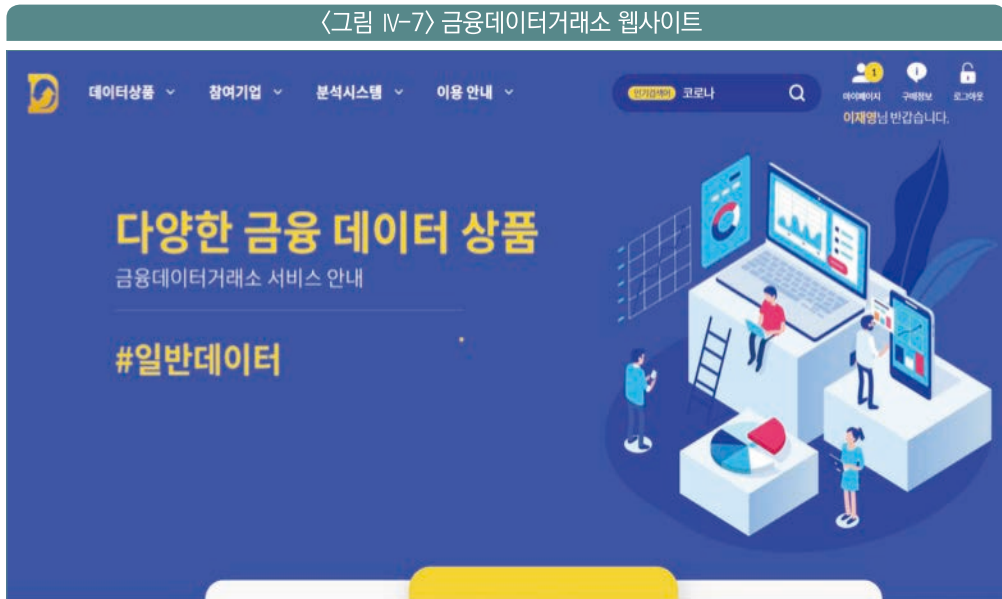 〈그림 Ⅳ-7〉 금융데이터거래소 웹사이트
데이터상품 참여기업 분석시스템 이용 안내 인기검색어 코로나
1
마이페이지 구매정보 로그아웃
이재영님 반갑습니다.
다양한 금융 데이터 상품
금융데이터거래소 서비스 안내
#일반데이터